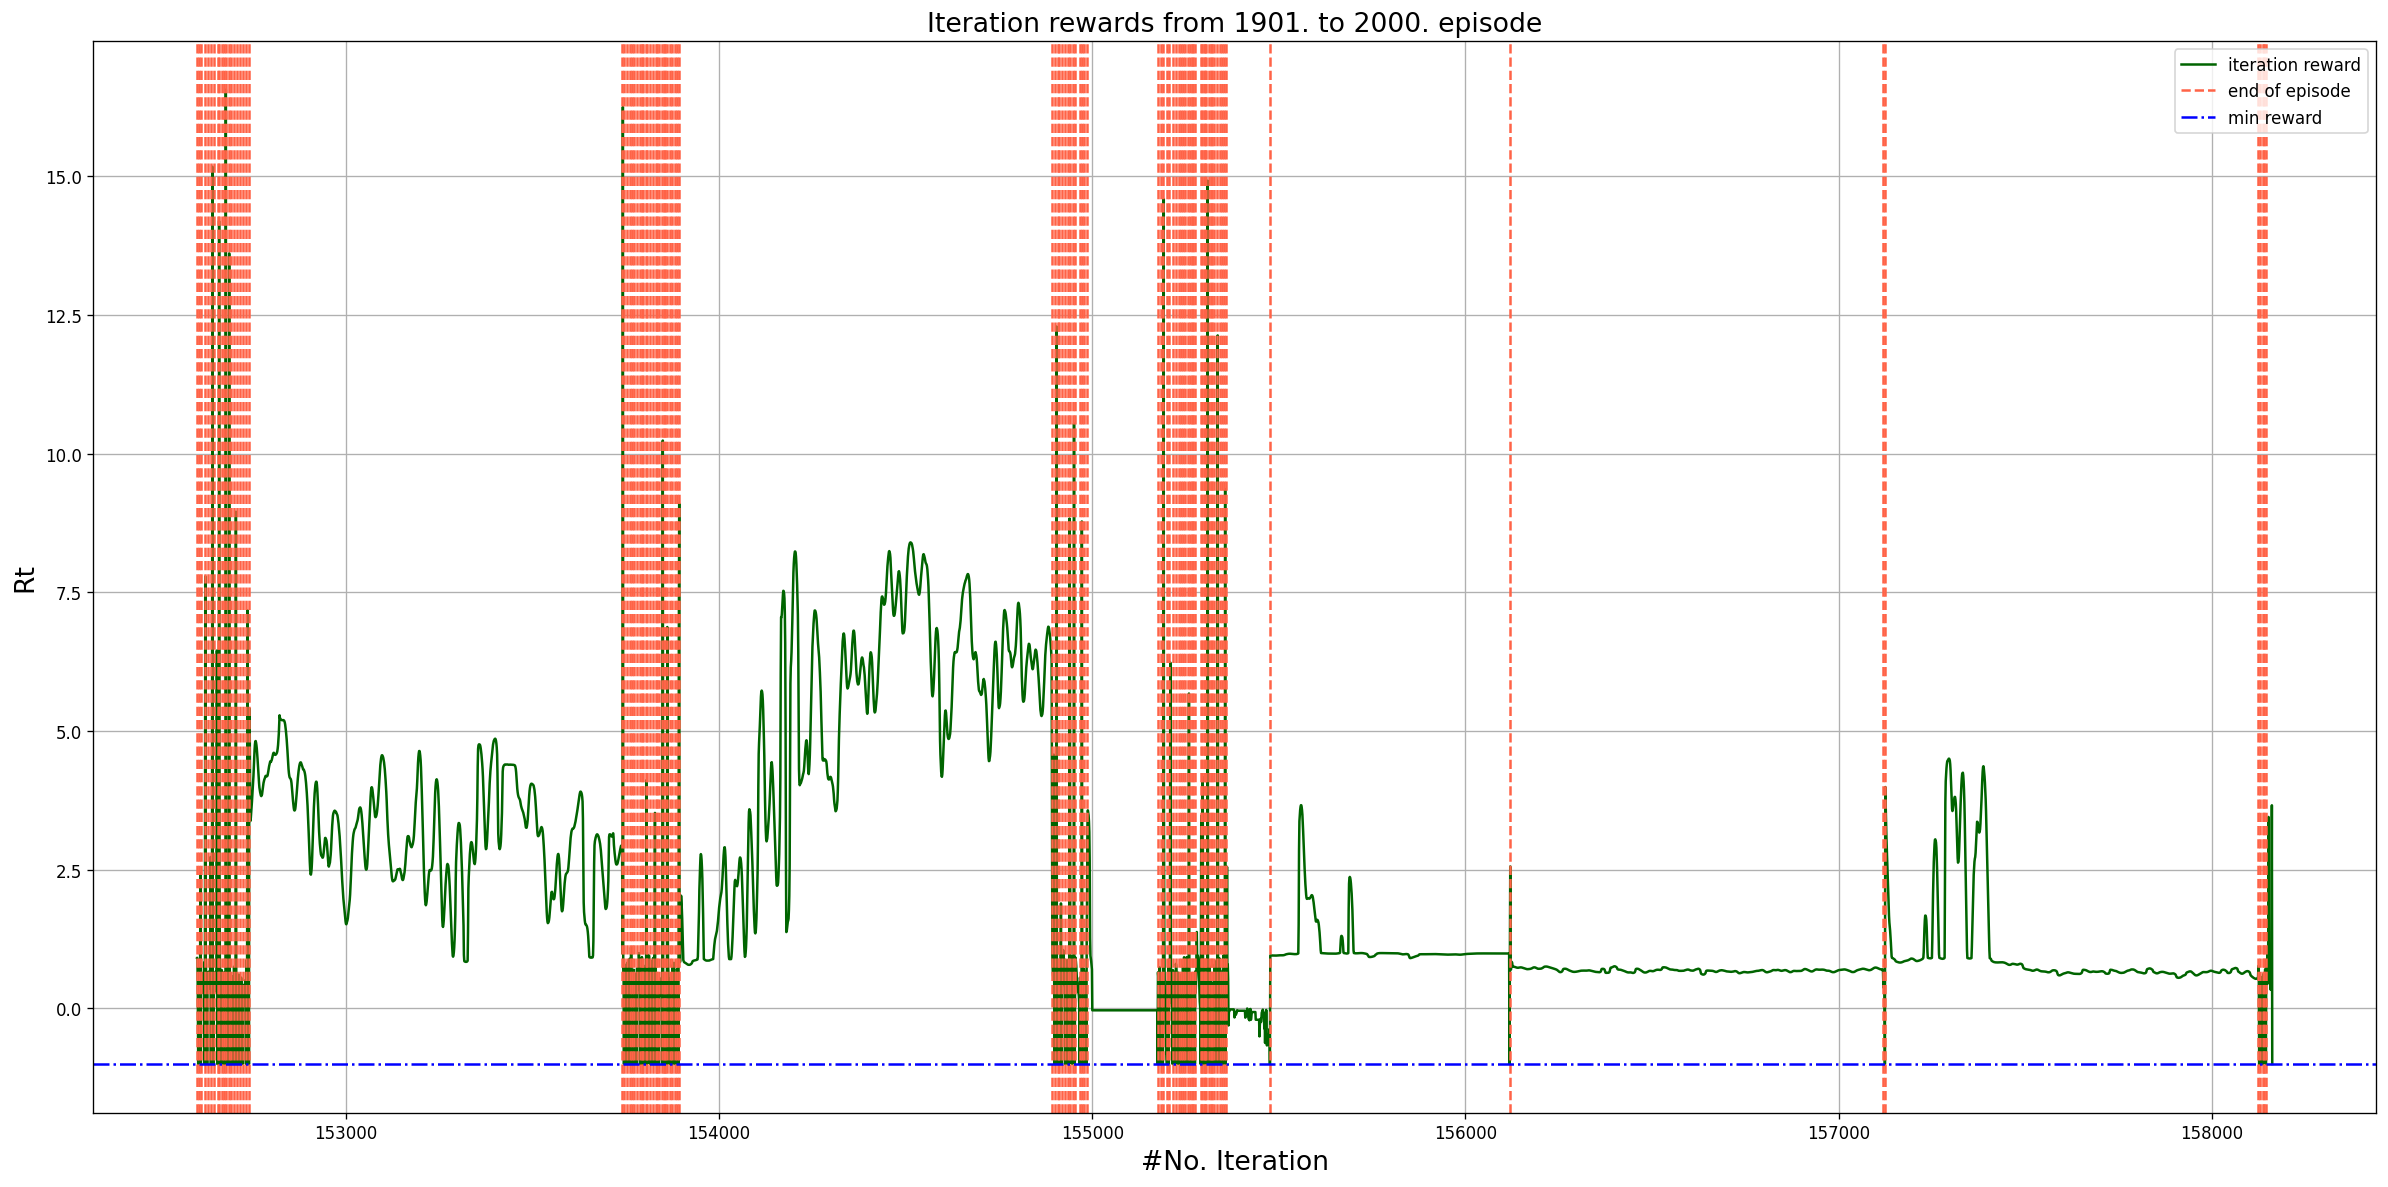 Iteration rewards from 1901. to 2000. episode
iteration reward
end of episode
min reward
15.0
12.5
10.0
7.5
5.0
2.5
0.0
Rt
153000 154000 155000 156000 157000 158000
#No. Iteration